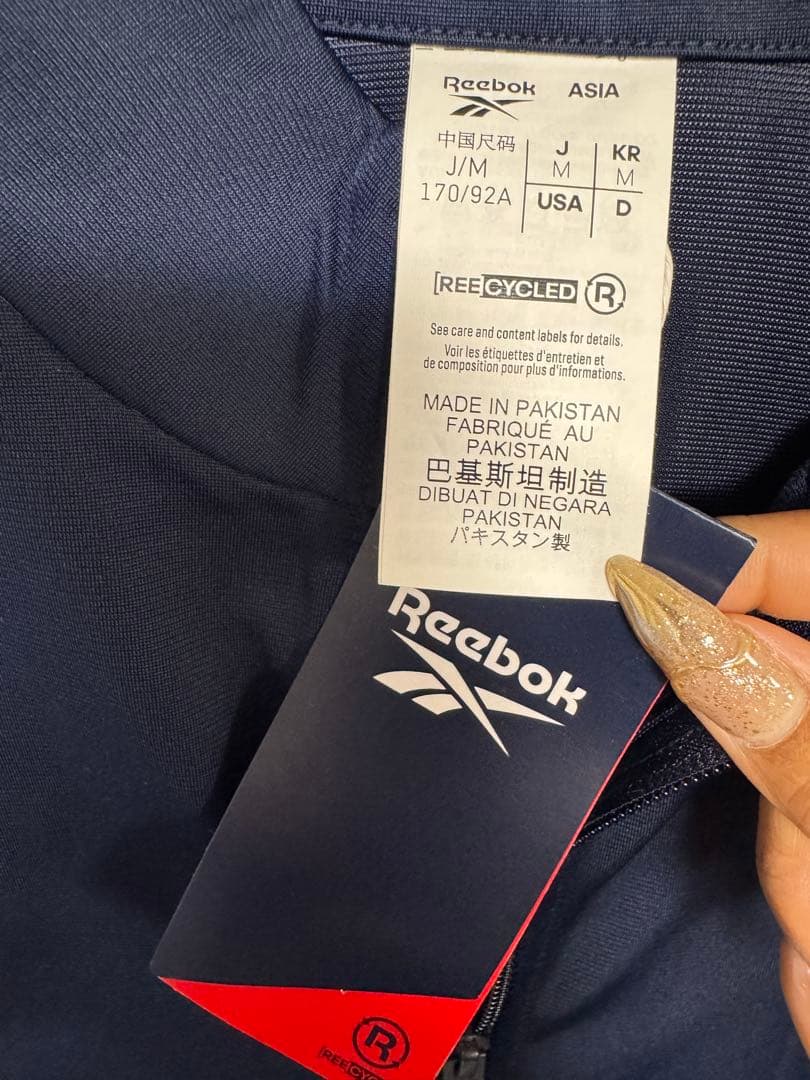 Reebok ASIA
中国尺码 J KR
J/M M M
170/92A USA D
[REE]CYCLED R
See care and content labels for details.
Voir les étiquettes d'entretien et
de composition pour plus d'informations.
MADE IN PAKISTAN
FABRIQUÉ AU
PAKISTAN
巴基斯坦制造
DIBUAT DI NEGARA
PAKISTAN
パキスタン製
Reebok
R